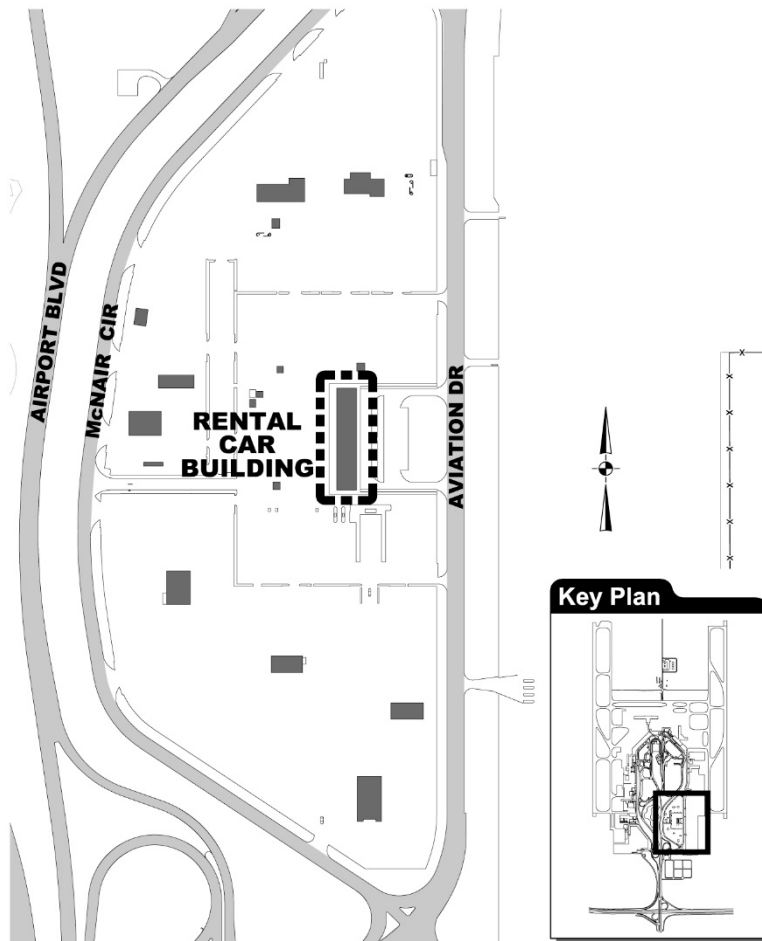 AIRPORT BLVD
McNAIR CIR
RENTAL
CAR
BUILDING
AVIATION DR
Key Plan